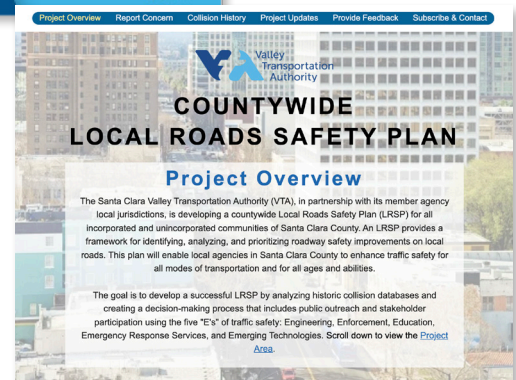 Project Overview Report Concern Collision History Project Updates Provide Feedback Subscribe & Contact
Valley
Transportation
Authority
COUNTYWIDE
LOCAL ROADS SAFETY PLAN
Project Overview
The Santa Clara Valley Transportation Authority (VTA), in partnership with its member agency
local jurisdictions, is developing a countywide Local Roads Safety Plan (LRSP) for all
incorporated and unincorporated communities of Santa Clara County. An LRSP provides a
framework for identifying, analyzing, and prioritizing roadway safety improvements on local
roads. This plan will enable local agencies in Santa Clara County to enhance traffic safety for
all modes of transportation and for all ages and abilities.
The goal is to develop a successful LRSP by analyzing historic collision databases and
creating a decision-making process that includes public outreach and stakeholder
participation using the five "E's" of traffic safety: Engineering, Enforcement, Education,
Emergency Response Services, and Emerging Technologies. Scroll down to view the Project
Area.